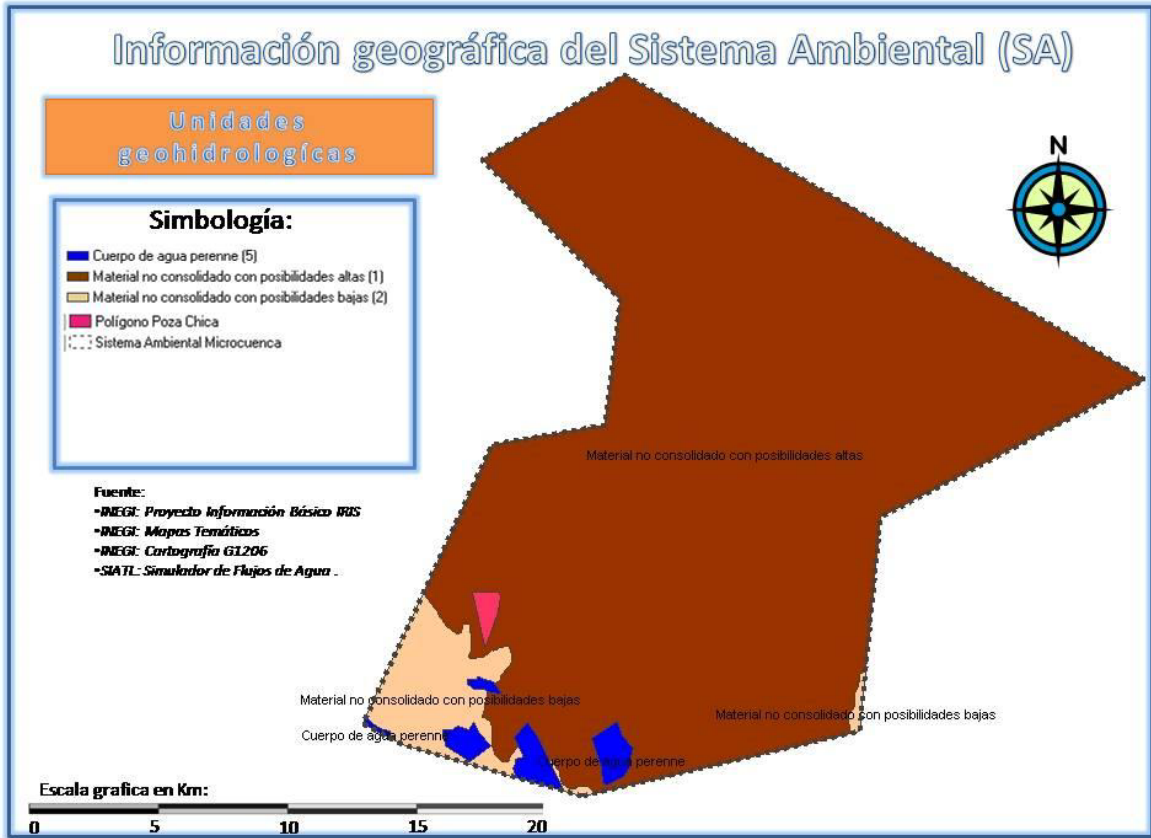 Información geográfica del Sistema Ambiental (SA)
Unidades
geohidrologícas
N
Simbología:
Cuerpo de agua perenne (5)
Material no consolidado con posibilidades altas (1)
Material no consolidado con posibilidades bajas (2)
Polígono Poza Chica
Sistema Ambiental Microcuenca
Material no consolidado con posibilidades altas
Fuente:
•INEGI: Proyecto Información Básico IRIS
•INEGI: Mapas Temáticos
•INEGI: Cartografía G1206
•SIATL: Simulador de Flujos de Agua .
Material no consolidado con posibilidades bajas
Material no consolidado con posibilidades bajas
Cuerpo de agua perenne
Cuerpo de agua perenne
Escala grafica en Km:
0 5 10 15 20